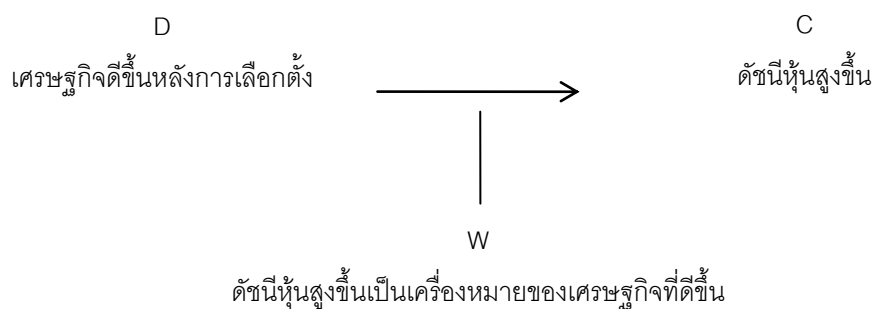 D C
เศรษฐกิจดีขึ้นหลังการเลือกตั้ง ดัชนีหุ้นสูงขึ้น
W
ดัชนีหุ้นสูงขึ้นเป็นเครื่องหมายของเศรษฐกิจที่ดีขึ้น